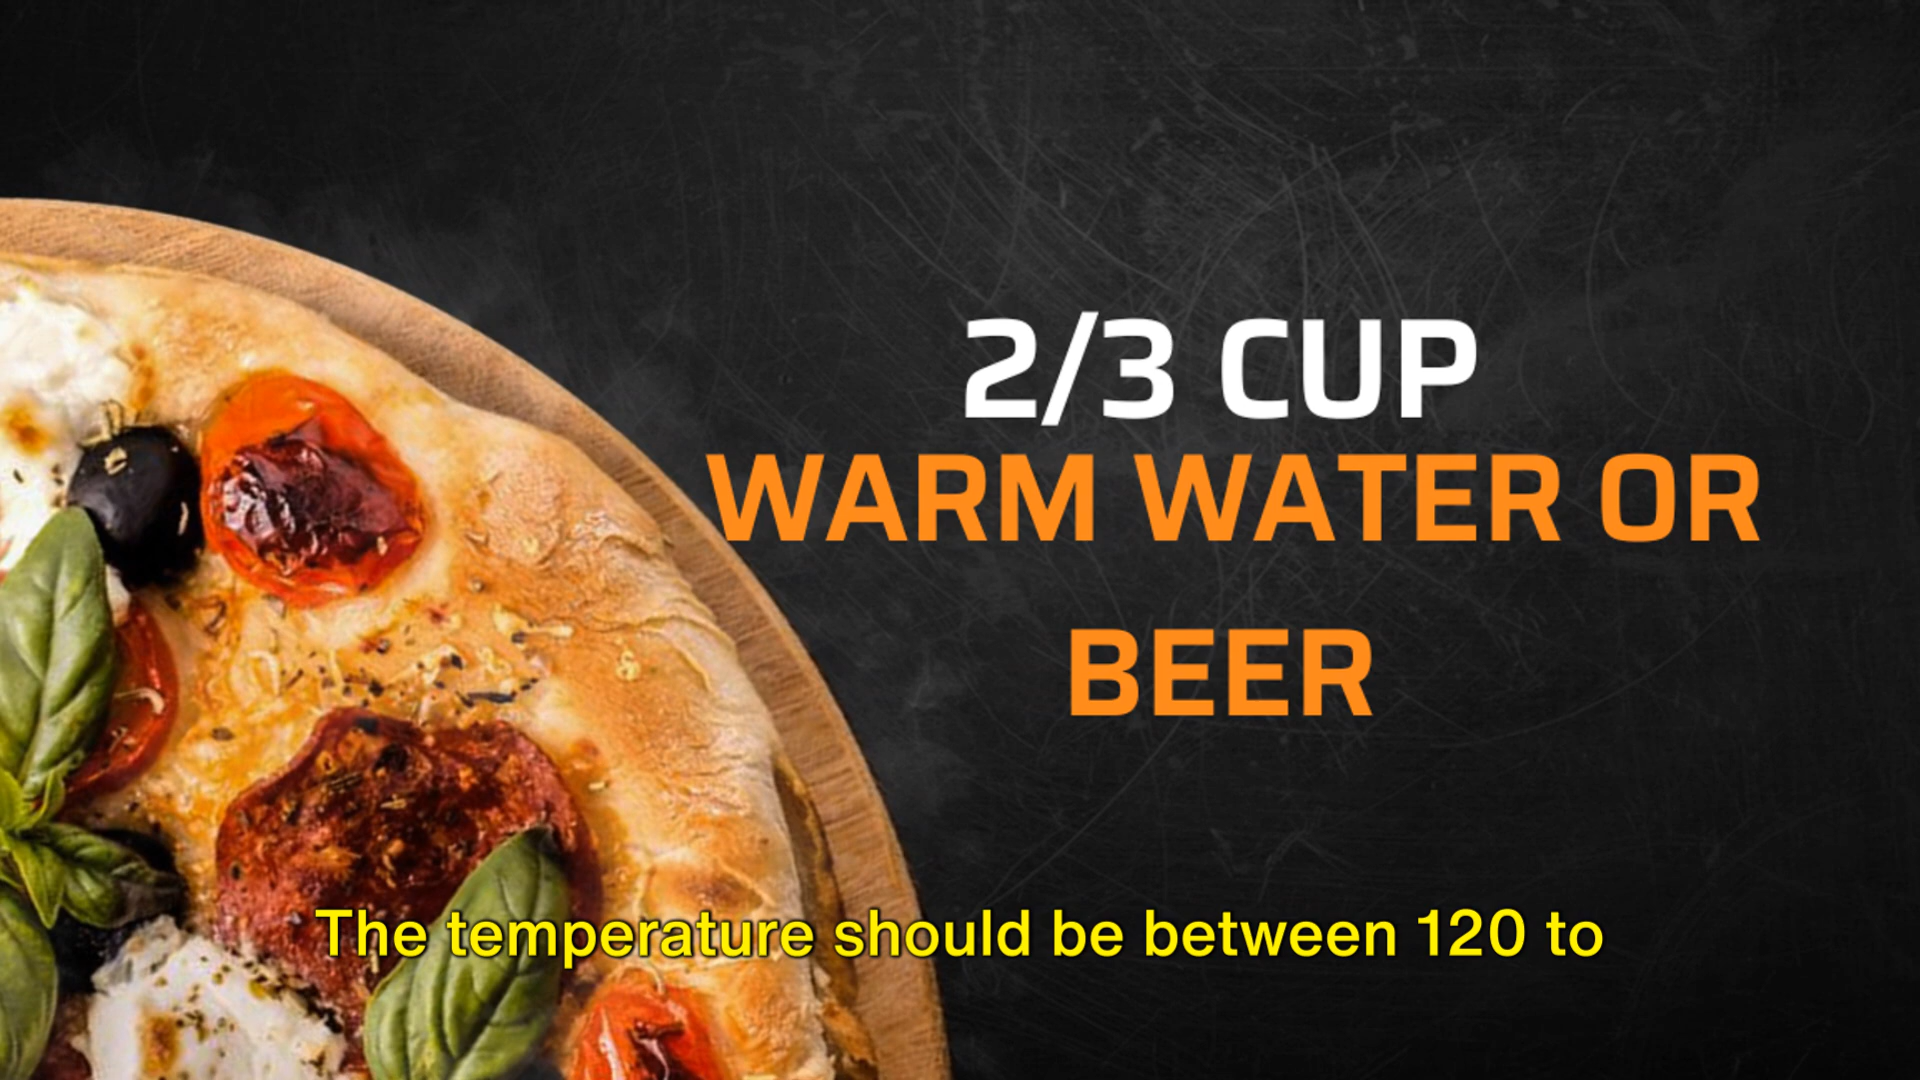 2/3 CUP
WARM WATER OR
BEER
The temperature should be between 120 to